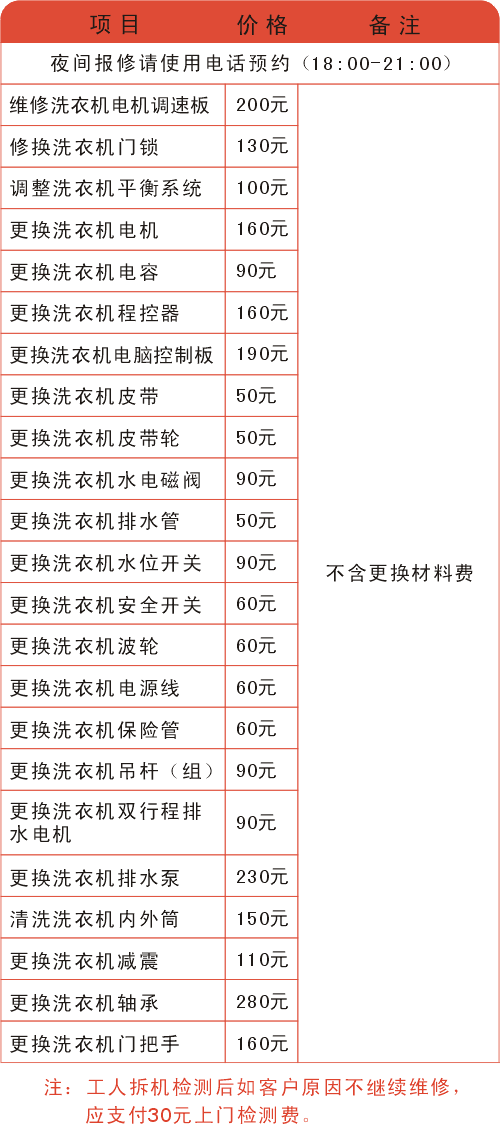 项目 价格 备注
夜间报修请使用电话预约（18:00-21:00）
维修洗衣机电机调速板 200元
修换洗衣机门锁 130元
调整洗衣机平衡系统 100元
更换洗衣机电机 160元
更换洗衣机电容 90元
更换洗衣机程控器 160元
更换洗衣机电脑控制板 190元
更换洗衣机皮带 50元
更换洗衣机皮带轮 50元
更换洗衣机水电磁阀 90元
更换洗衣机排水管 50元
更换洗衣机水位开关 90元
不含更换材料费
更换洗衣机安全开关 60元
更换洗衣机波轮 60元
更换洗衣机电源线 60元
更换洗衣机保险管 60元
更换洗衣机吊杆（组） 90元
更换洗衣机双行程排
水电机 90元
更换洗衣机排水泵 230元
清洗洗衣机内外筒 150元
更换洗衣机减震 110元
更换洗衣机轴承 280元
更换洗衣机门把手 160元
注：工人拆机检测后如客户原因不继续维修，
应支付30元上门检测费。